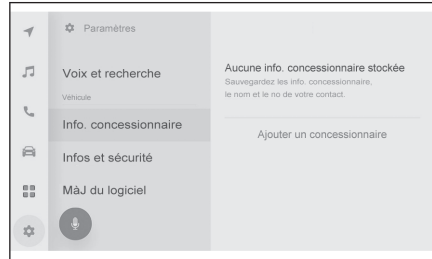 Paramètres
Voix et recherche
Véhicule
Info. concessionnaire
Infos et sécurité
MàJ du logiciel
Aucune info. concessionnaire stockée
Sauvegardez les info. concessionnaire,
le nom et le no de votre contact.
Ajouter un concessionnaire